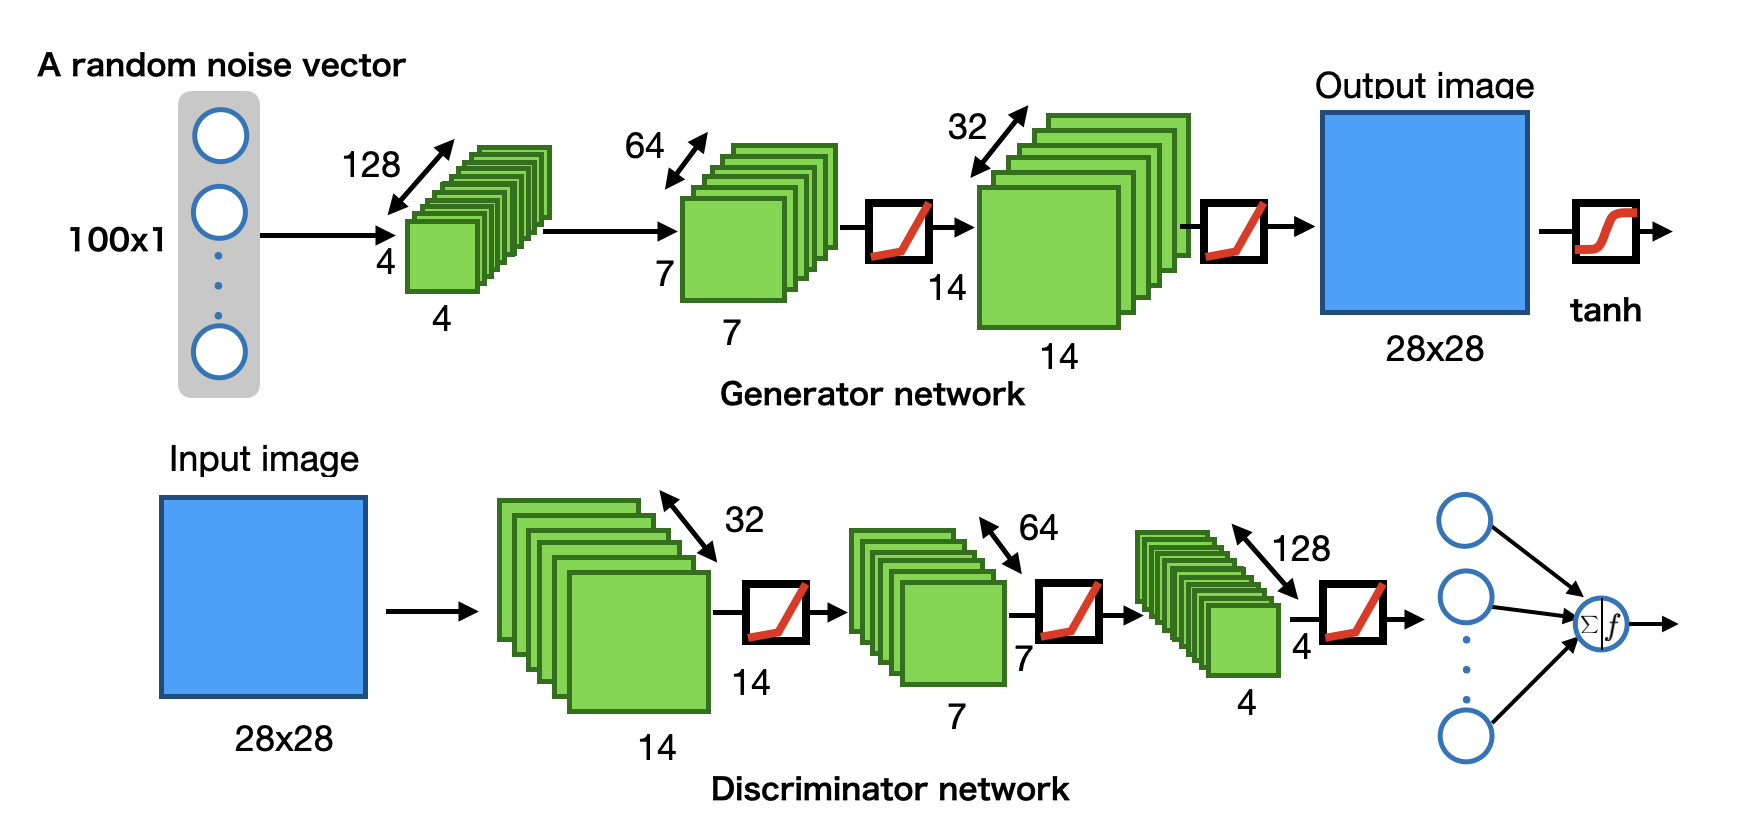 A random noise vector
100x1
128
4
4
64
7
7
32
14
14
Output image
28x28
tanh
Generator network
Input image
28x28
32
14
14
64
7
7
128
4
4
Σ f
Discriminator network